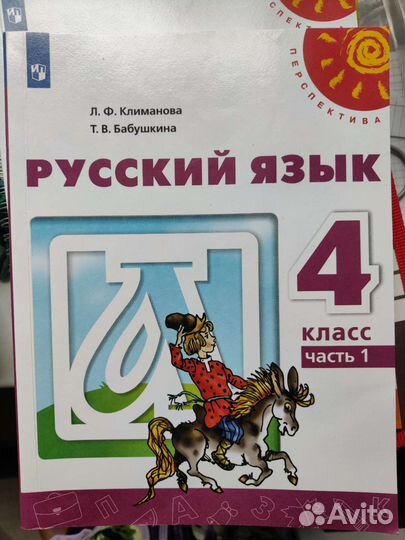 ПЕРСПЕКТИВА
Л. Ф. Климанова
Т. В. Бабушкина
РУССКИЙ ЯЗЫК
4
КЛАСС
часть 1
П А З К
Avito